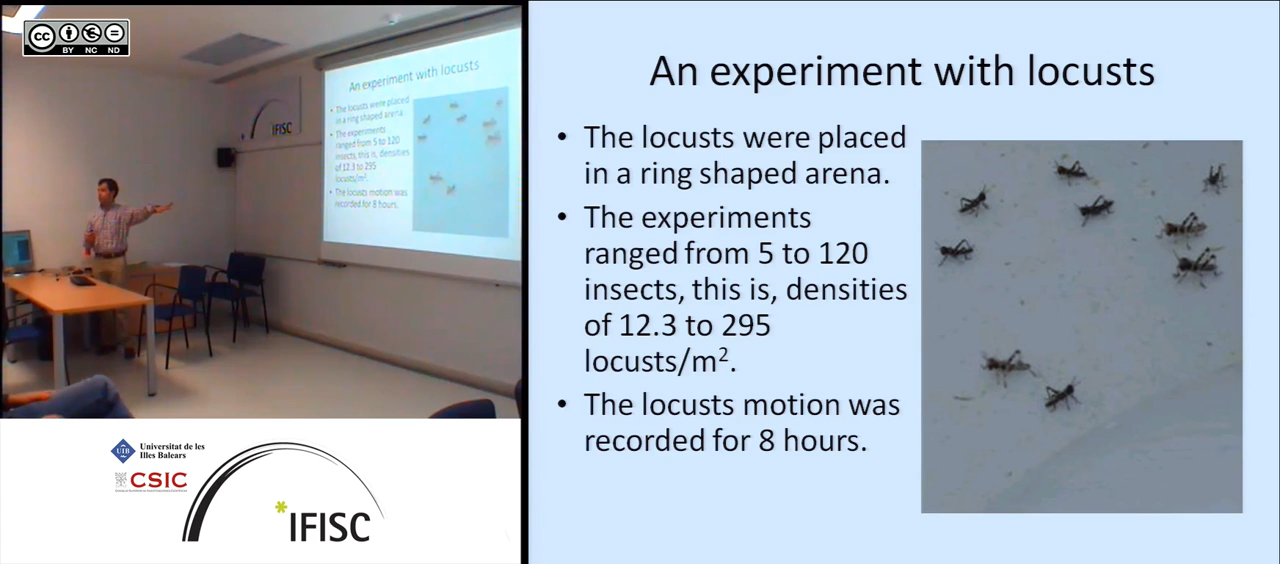 cc
BY NC ND
An experiment with locusts
The locusts were placed
in a ring shaped arena.
The experiments
ranged from 5 to 120
insects, this is, densities
of 12.3 to 295
locusts/m².
The locusts motion was
recorded for 8 hours.
IFISC
UIB
Universitat de les
Illes Balears
CSIC
*IFISC
An experiment with locusts
• The locusts were placed
in a ring shaped arena.
• The experiments
ranged from 5 to 120
insects, this is, densities
of 12.3 to 295
locusts/m².
• The locusts motion was
recorded for 8 hours.